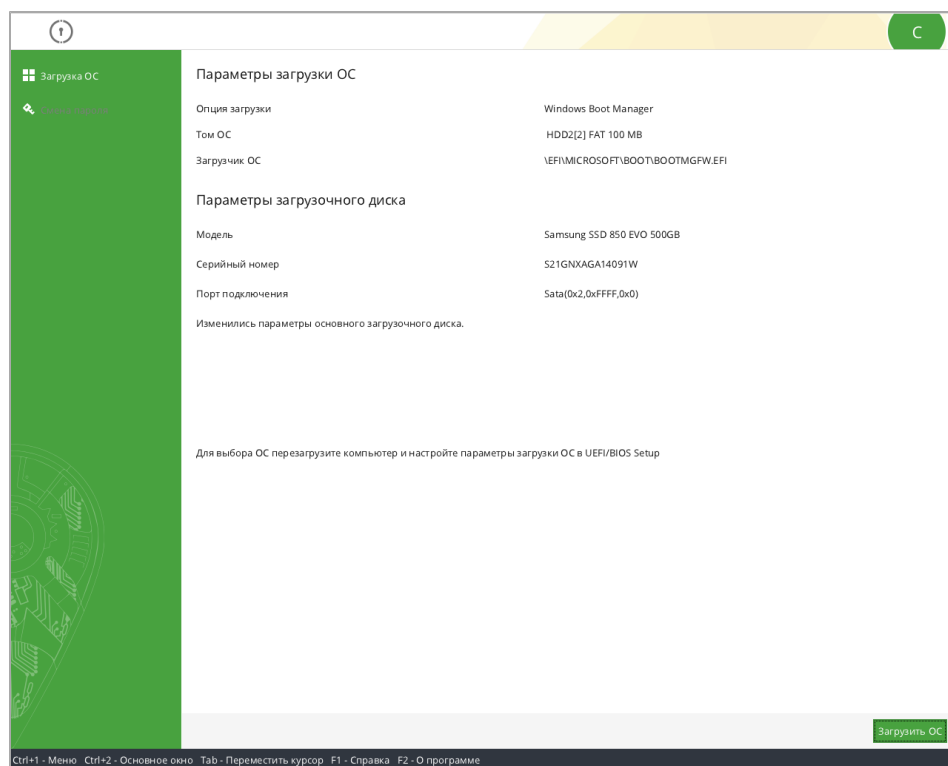 С
Загрузка ОС
Параметры загрузки ОС
Опция загрузки Windows Boot Manager
Том ОС HDD2[2] FAT 100 MB
Загрузчик ОС \EFI\MICROSOFT\BOOT\BOOTMGFW.EFI
Параметры загрузочного диска
Модель Samsung SSD 850 EVO 500GB
Серийный номер S21GNXAGA14091W
Порт подключения Sata(0x2,0xFFFF,0x0)
Изменились параметры основного загрузочного диска.
Для выбора ОС перезагрузите компьютер и настройте параметры загрузки ОС в UEFI/BIOS Setup
Загрузить ОС
Ctrl+1 - Меню Ctrl+2 - Основное окно Tab - Переместить курсор F1 - Справка F2 - О программе